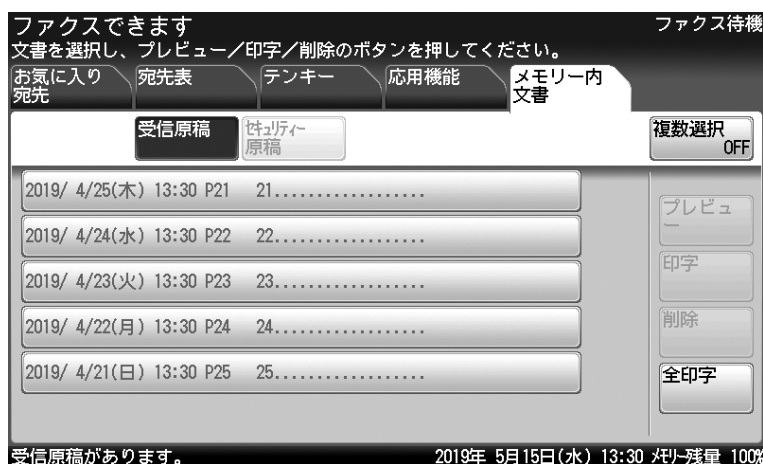 ファクスできます ファクス待機
文書を選択し、プレビュー／印字／削除のボタンを押してください。
お気に入り 宛先表 テンキー 応用機能 メモリー内
宛先 文書
受信原稿 セキュリティー 複数選択
原稿 OFF
2019/ 4/25(木) 13:30 P21 21..................
プレビュ
ー
2019/ 4/24(水) 13:30 P22 22..................
印字
2019/ 4/23(火) 13:30 P23 23..................
削除
2019/ 4/22(月) 13:30 P24 24..................
2019/ 4/21(日) 13:30 P25 25..................
全印字
受信原稿があります。 2019年 5月15日(水) 13:30 メモリー残量 100%